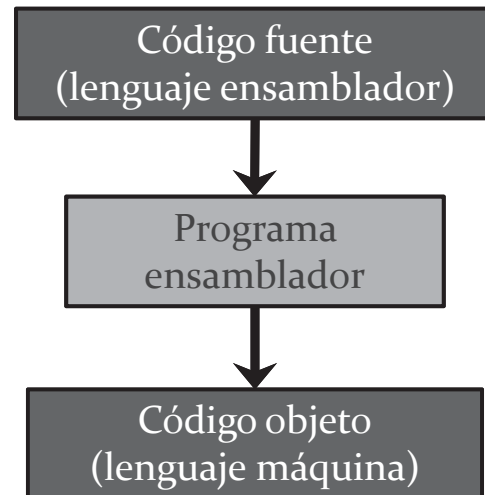 Código fuente
(lenguaje ensamblador)
Programa
ensamblador
Código objeto
(lenguaje máquina)